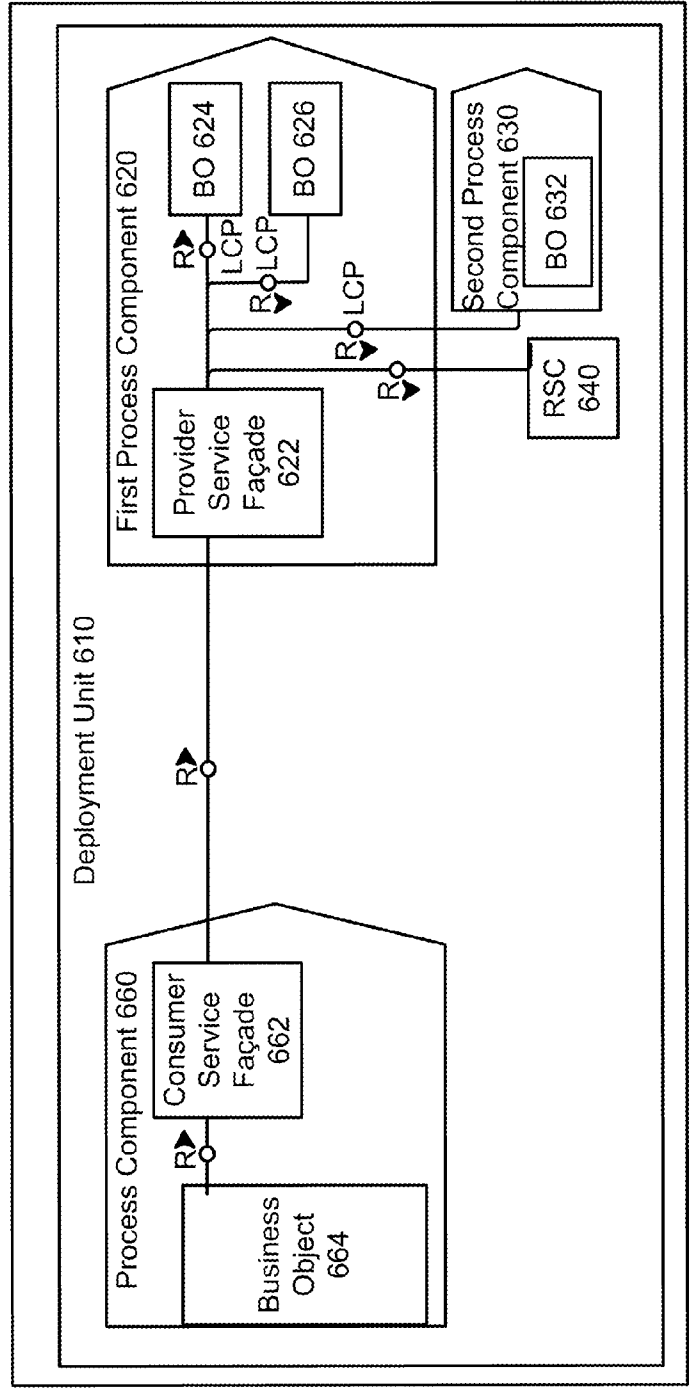 Deployment Unit 610
Process Component 660
Business
Object
664
R
Consumer
Service
Façade
662
R
First Process Component 620
Provider
Service
Façade
622
R
LCP
BO 624
R
LCP
BO 626
R
LCP
R
Second Process
Component 630
BO 632
RSC
640